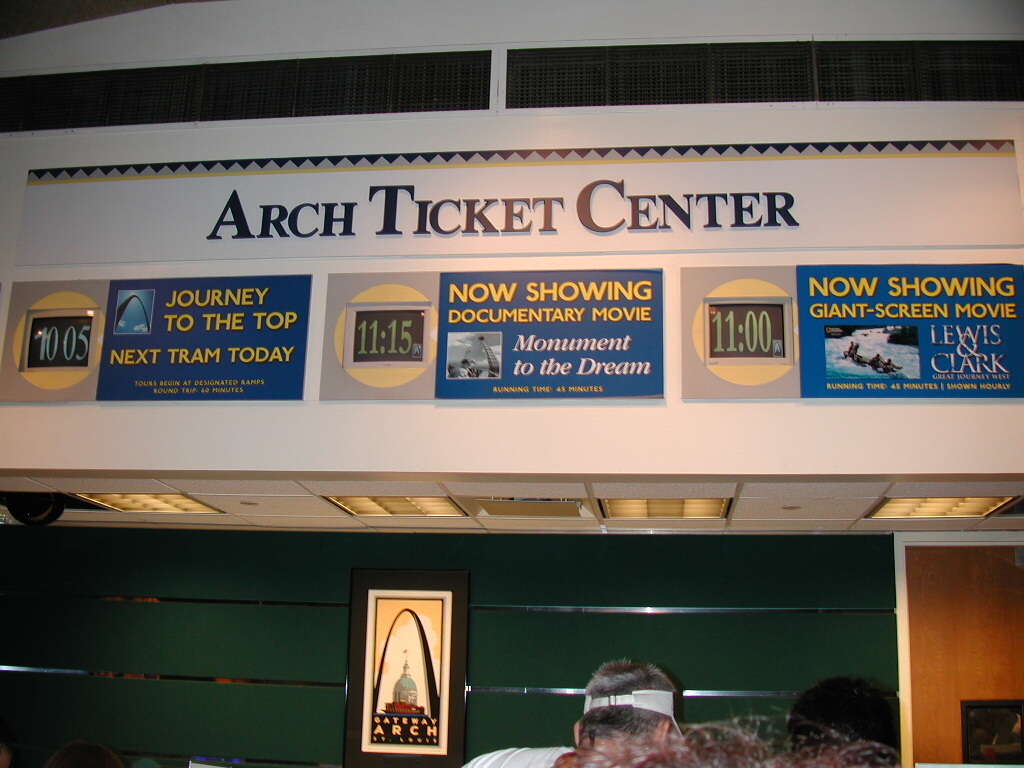 ARCH TICKET CENTER
10:05
JOURNEY
TO THE TOP
NEXT TRAM TODAY
TOURS BEGIN AT DESIGNATED RAMPS
ROUND TRIP: 60 MINUTES
11:15
NOW SHOWING
DOCUMENTARY MOVIE
Monument
to the Dream
RUNNING TIME: 45 MINUTES
11:00
NOW SHOWING
GIANT-SCREEN MOVIE
LEWIS
&
CLARK
GREAT JOURNEY WEST
RUNNING TIME: 45 MINUTES | SHOWN HOURLY
GATEWAY
ARCH
ST. LOUIS